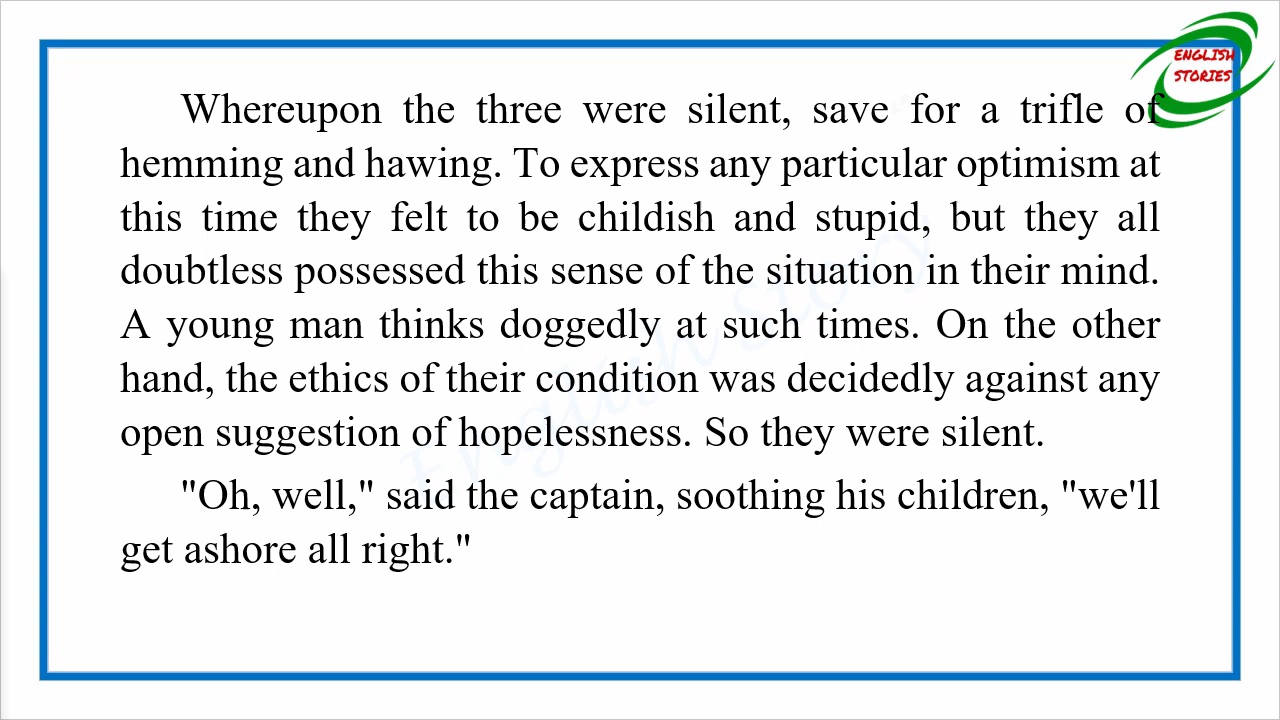 ENGLISH
STORIES
Whereupon the three were silent, save for a trifle of
hemming and hawing. To express any particular optimism at
this time they felt to be childish and stupid, but they all
doubtless possessed this sense of the situation in their mind.
A young man thinks doggedly at such times. On the other
hand, the ethics of their condition was decidedly against any
open suggestion of hopelessness. So they were silent.
"Oh, well," said the captain, soothing his children, "we'll
get ashore all right."
English Story